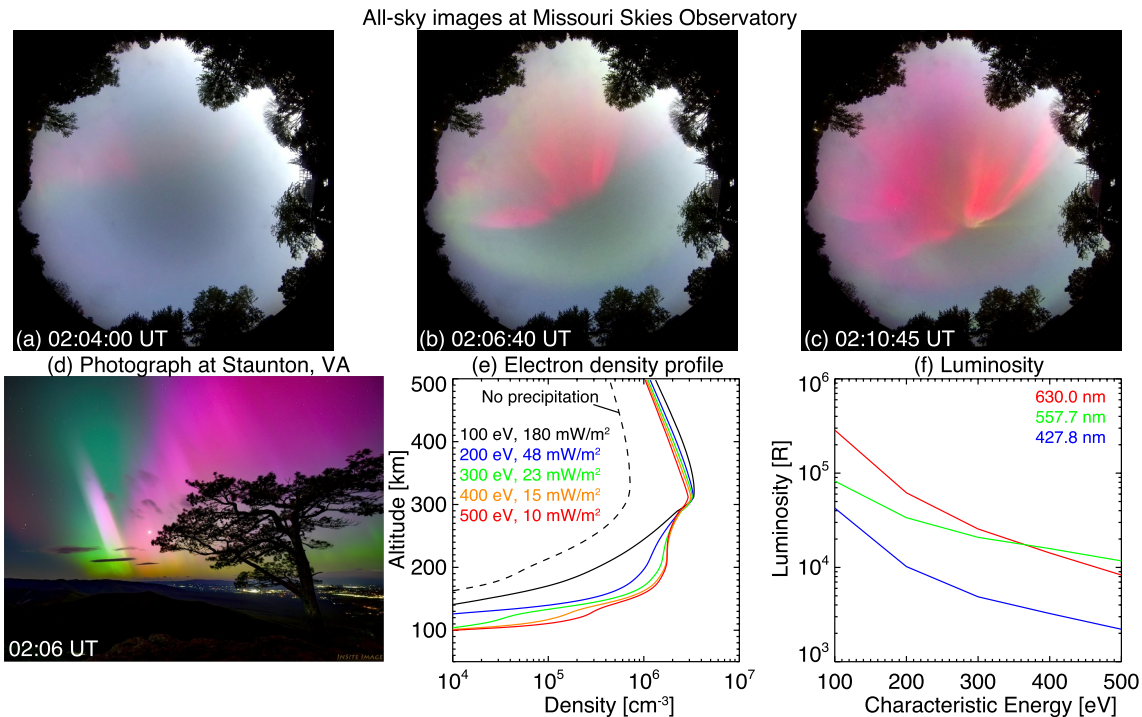 All-sky images at Missouri Skies Observatory
(a) 02:04:00 UT
(b) 02:06:40 UT
(c) 02:10:45 UT
(d) Photograph at Staunton, VA
02:06 UT
INSITE IMAGE
(e) Electron density profile
500
400
300
200
100
Altitude [km]
No precipitation
100 eV, 180 mW/m²
200 eV, 48 mW/m²
300 eV, 23 mW/m²
400 eV, 15 mW/m²
500 eV, 10 mW/m²
10⁴ 10⁵ 10⁶ 10⁷
Density [cm⁻³]
(f) Luminosity
10⁶
10⁵
10⁴
10³
Luminosity [R]
630.0 nm
557.7 nm
427.8 nm
100 200 300 400 500
Characteristic Energy [eV]